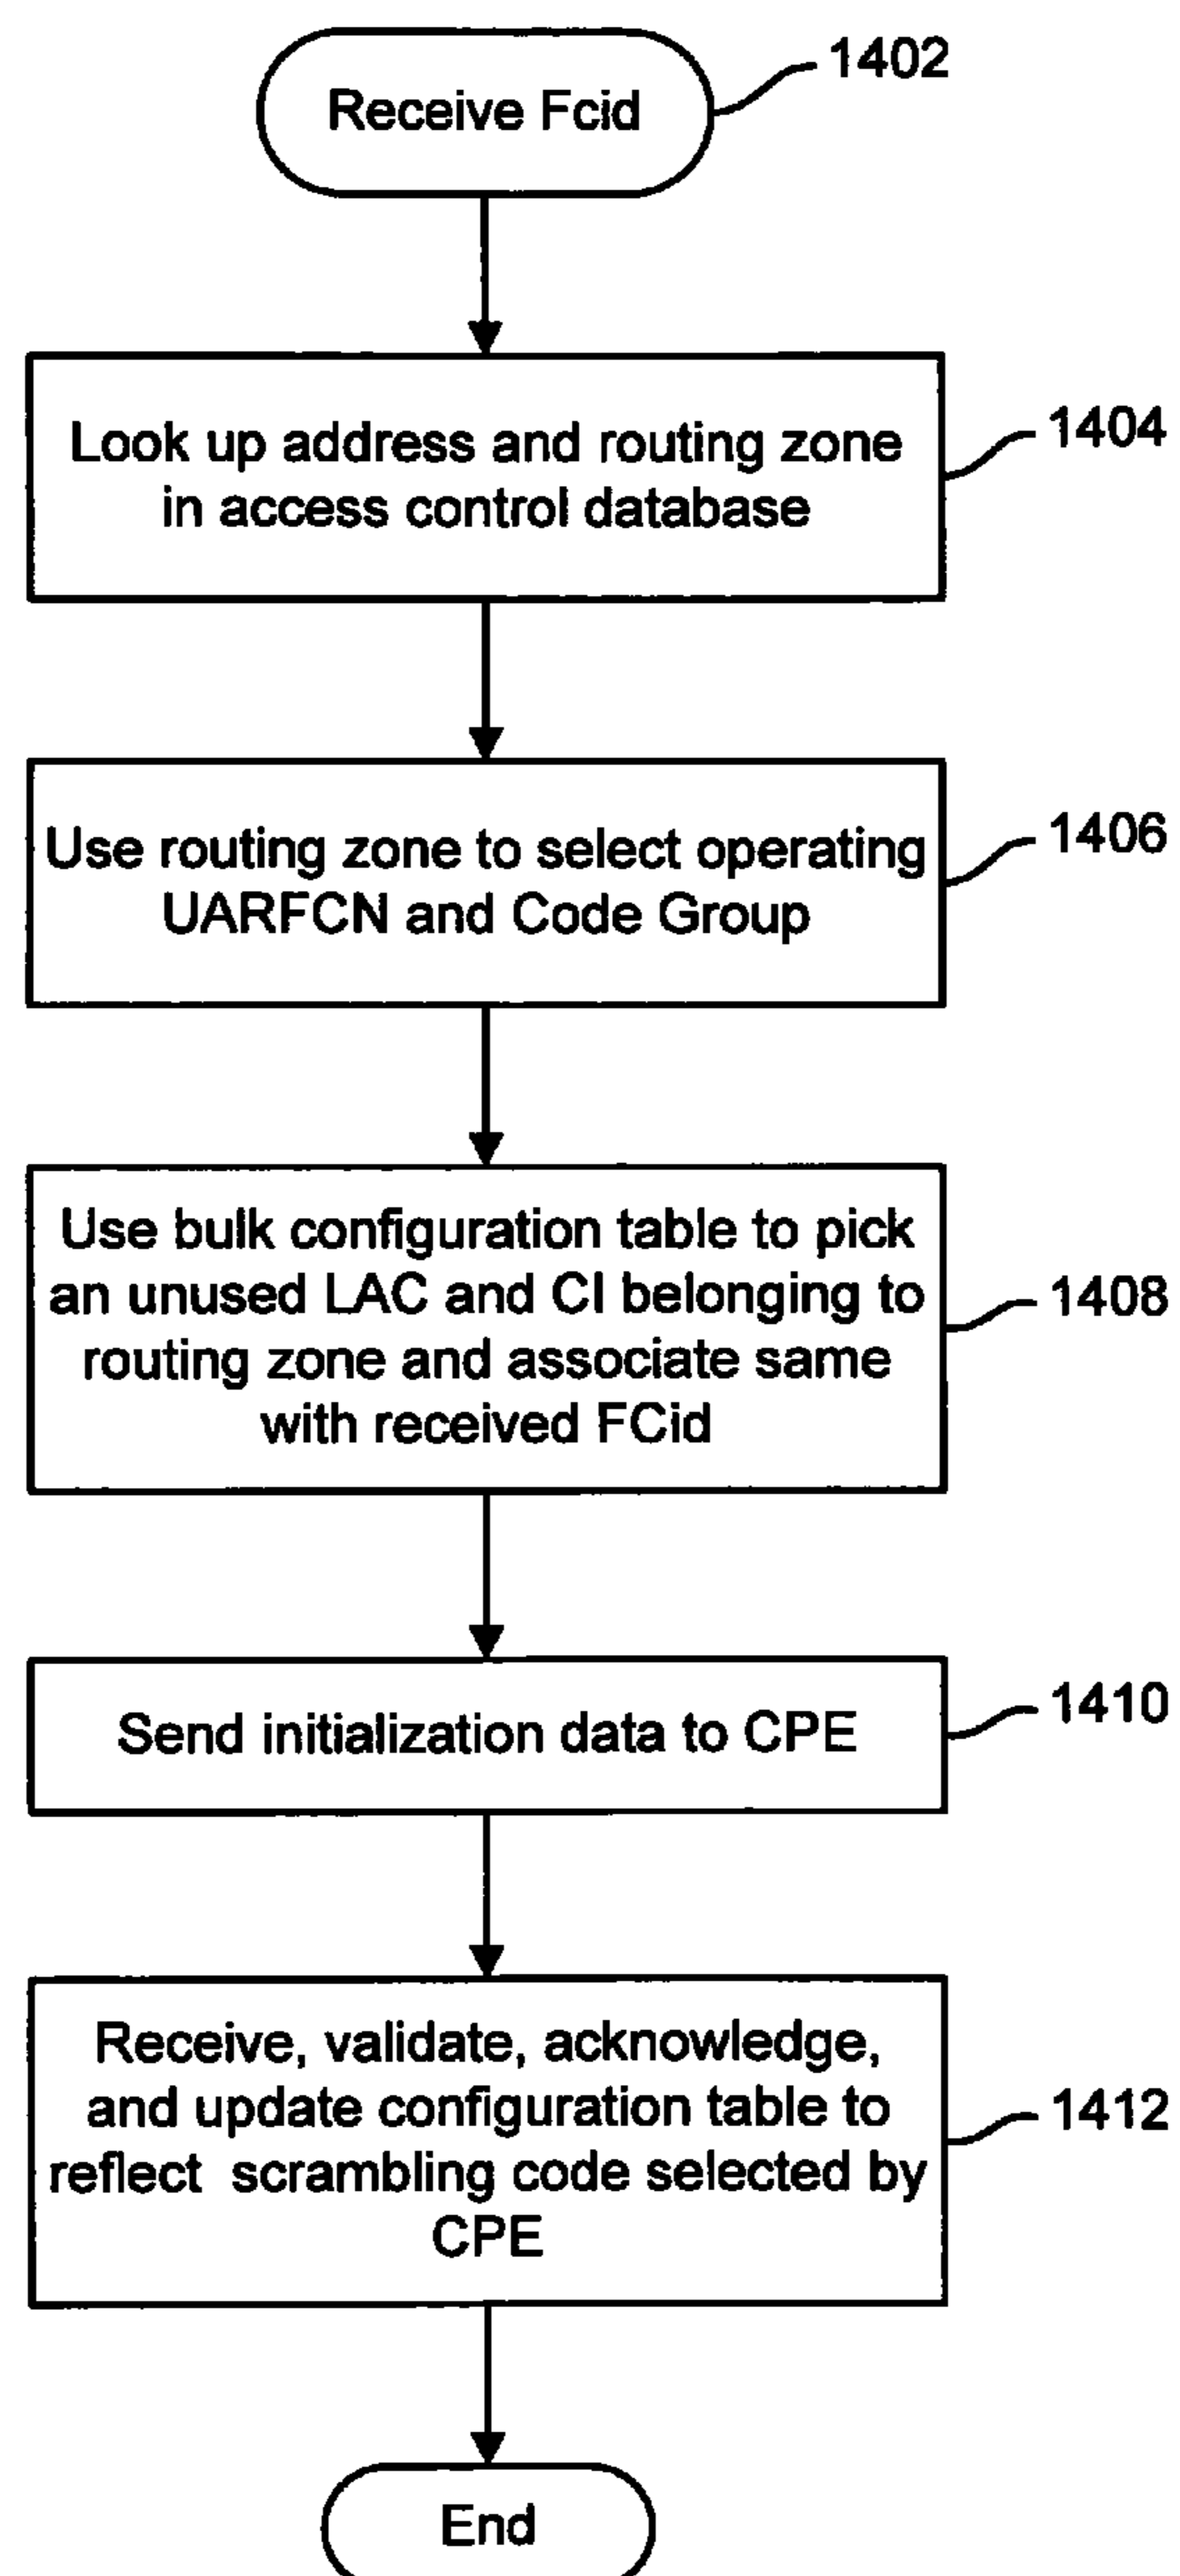 1402
Receive Fcid
1404
Look up address and routing zone
in access control database
1406
Use routing zone to select operating
UARFCN and Code Group
1408
Use bulk configuration table to pick
an unused LAC and CI belonging to
routing zone and associate same
with received FCid
1410
Send initialization data to CPE
1412
Receive, validate, acknowledge,
and update configuration table to
reflect scrambling code selected by
CPE
End